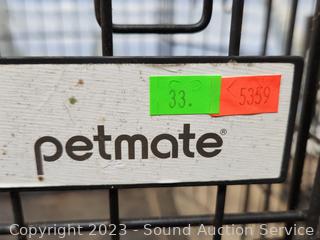 33. 5359
petmate®
Copyright © 2023 - Sound Auction Service